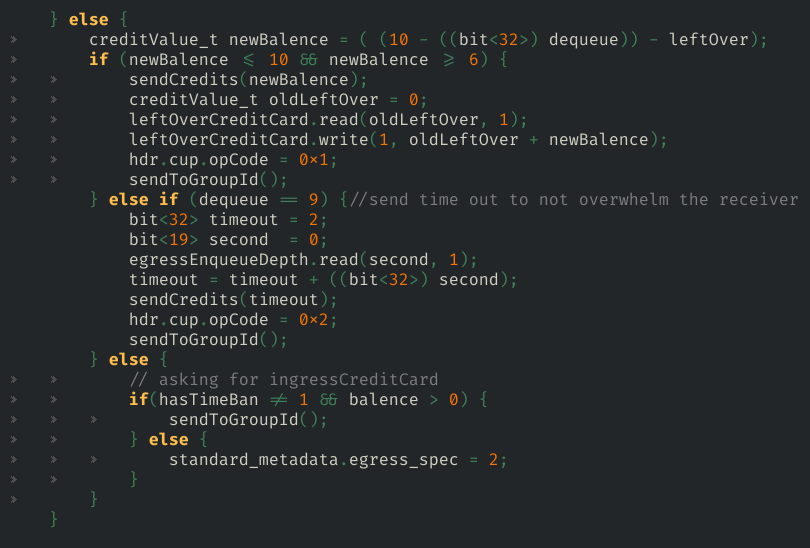 } else {
creditValue_t newBalence = ( (10 - ((bit<32>) dequeue)) - leftOver);
if (newBalence <= 10 && newBalence >= 6) {
sendCredits(newBalence);
creditValue_t oldLeftOver = 0;
leftOverCreditCard.read(oldLeftOver, 1);
leftOverCreditCard.write(1, oldLeftOver + newBalence);
hdr.cup.opCode = 0x1;
sendToGroupId();
} else if (dequeue == 9) {//send time out to not overwhelm the receiver
bit<32> timeout = 2;
bit<19> second  = 0;
egressEnqueueDepth.read(second, 1);
timeout = timeout + ((bit<32>) second);
sendCredits(timeout);
hdr.cup.opCode = 0x2;
sendToGroupId();
} else {
// asking for ingressCreditCard
if(hasTimeBan != 1 && balence > 0) {
sendToGroupId();
} else {
standard_metadata.egress_spec = 2;
}
}
}